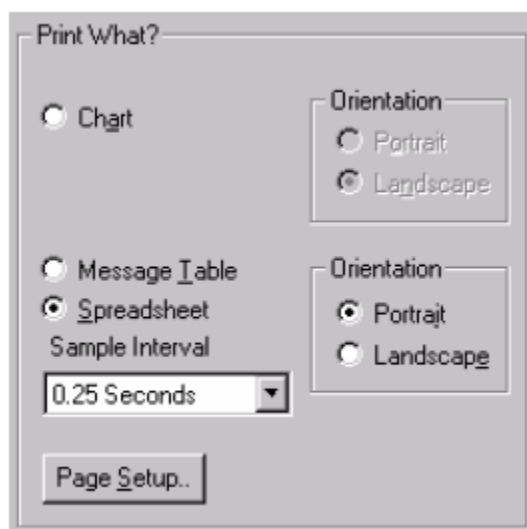 Print What?
Chart
Orientation
Portrait
Landscape
Message Table
Spreadsheet
Sample Interval
0.25 Seconds
Orientation
Portrait
Landscape
Page Setup..